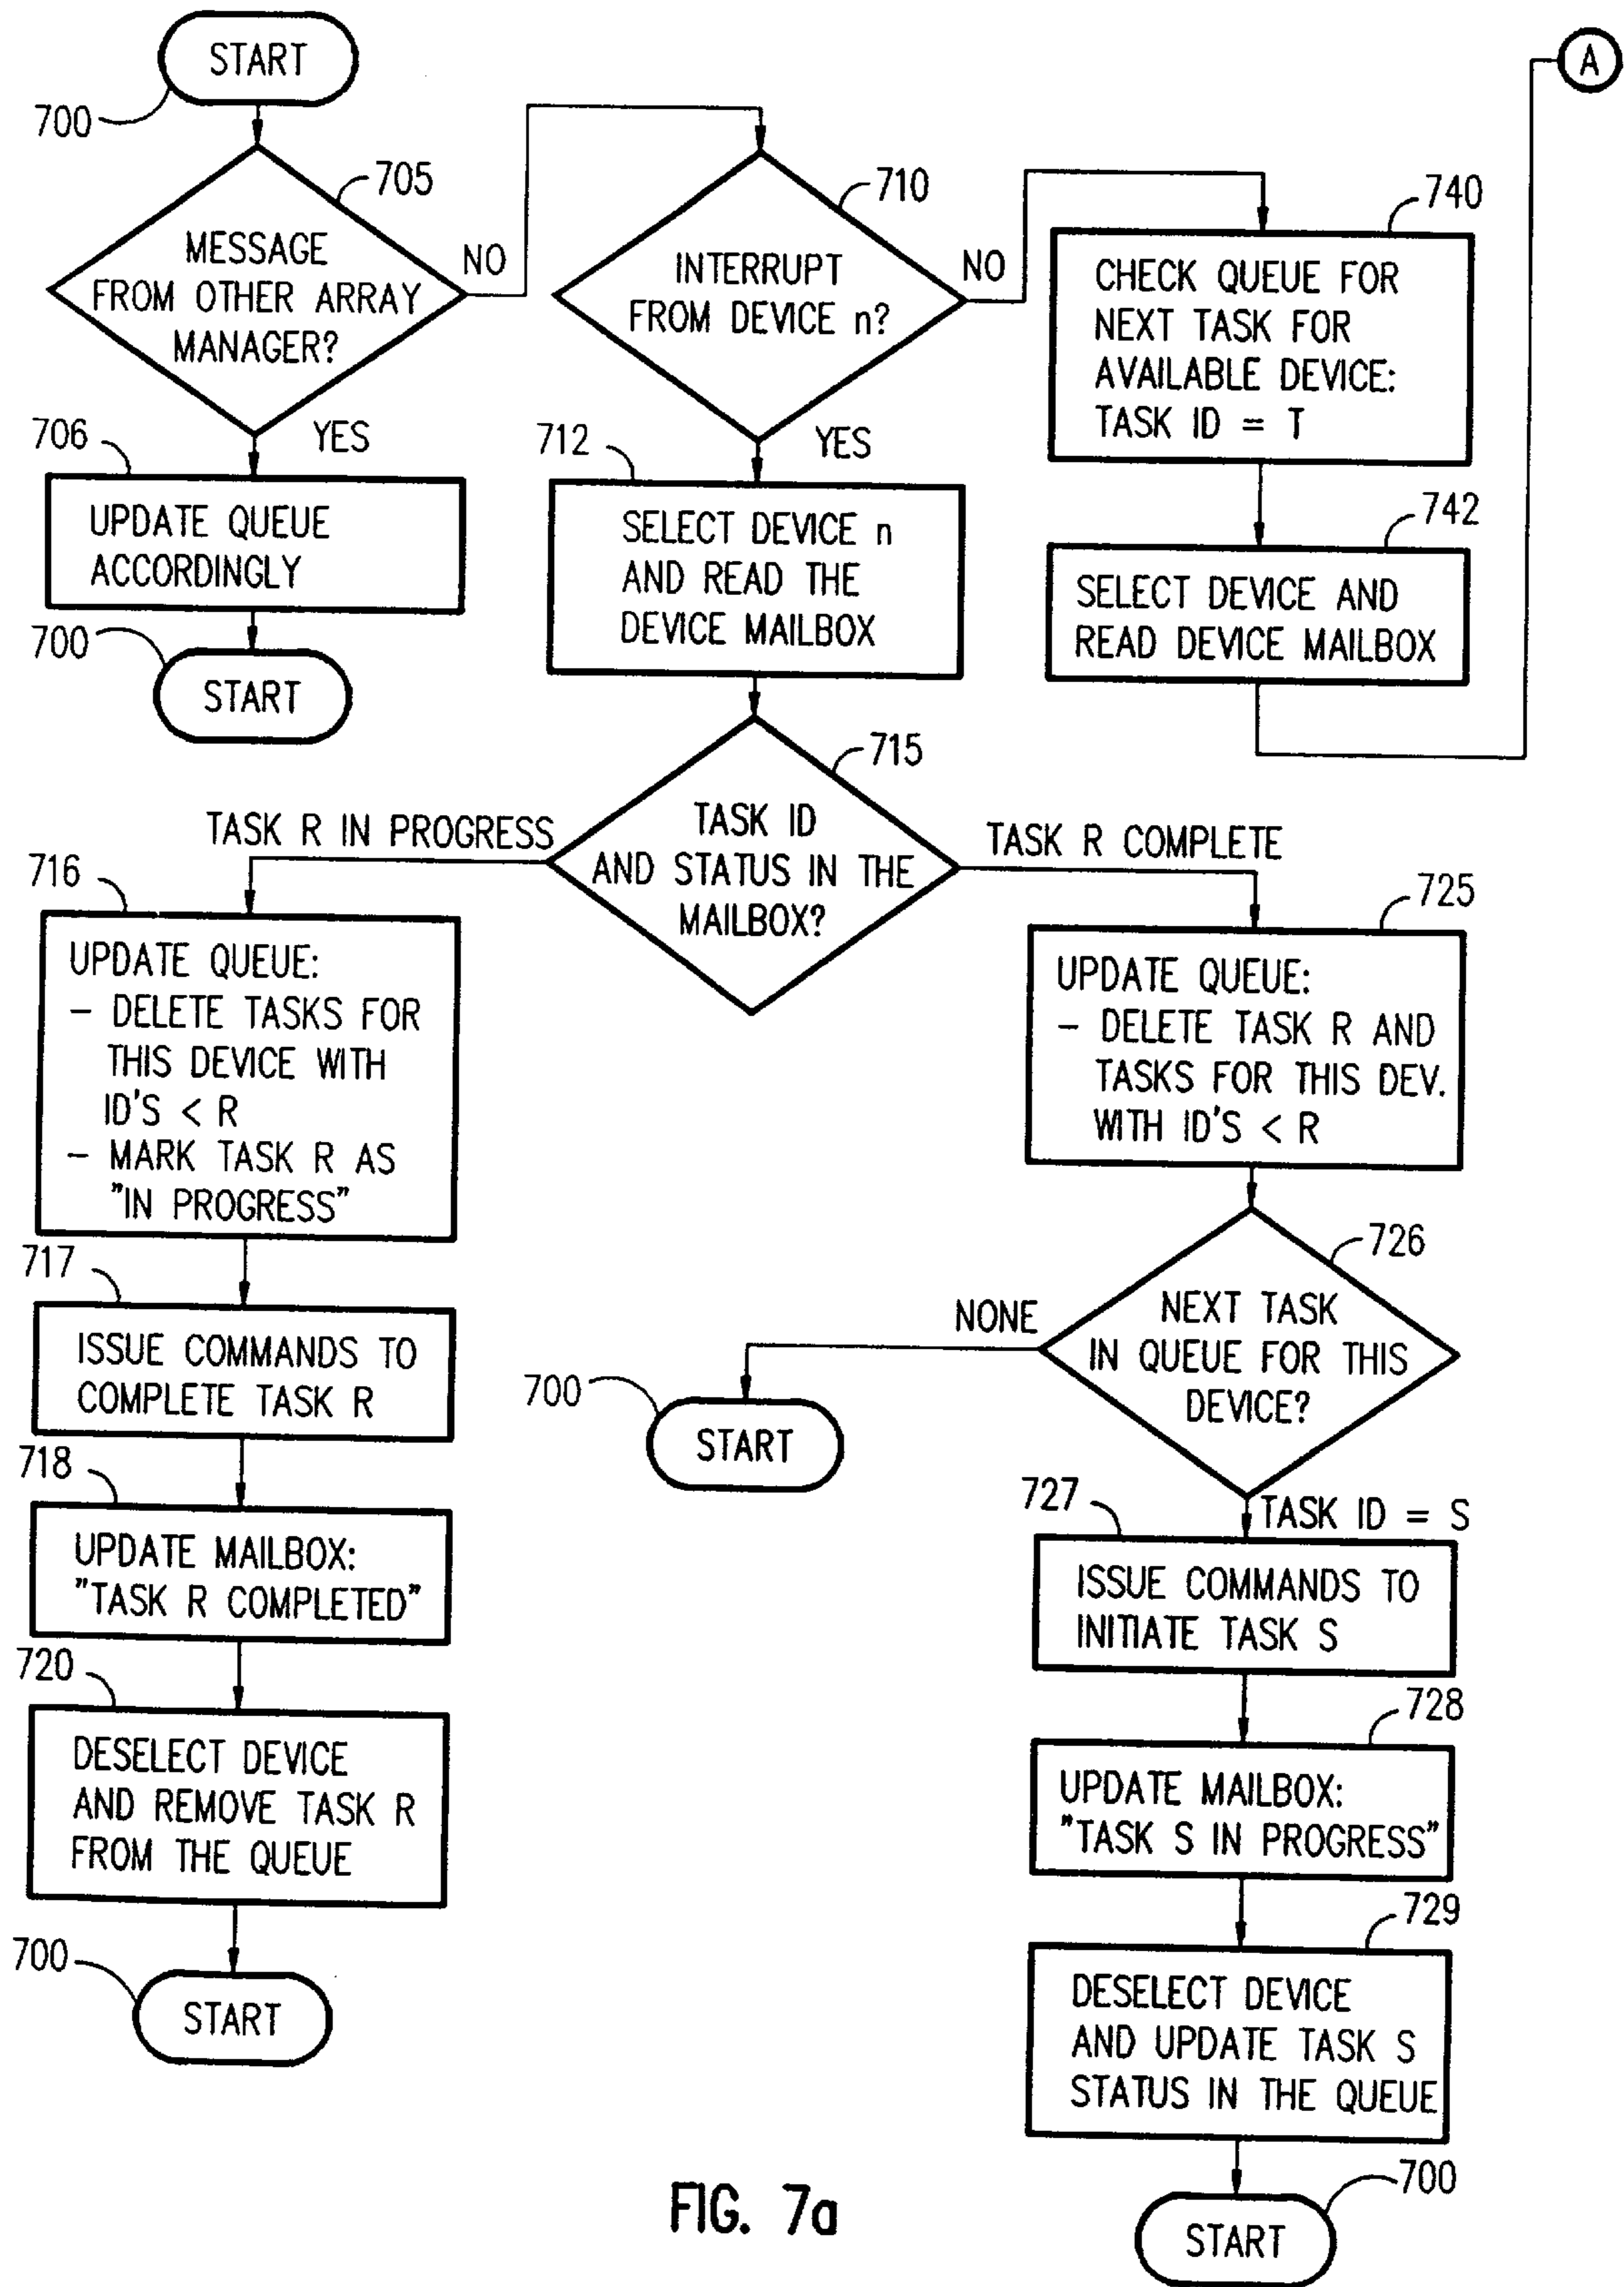 START
700
A
705
MESSAGE
FROM OTHER ARRAY
MANAGER?
NO
YES
706
UPDATE QUEUE
ACCORDINGLY
700
START
710
INTERRUPT
FROM DEVICE n?
NO
YES
740
CHECK QUEUE FOR
NEXT TASK FOR
AVAILABLE DEVICE:
TASK ID = T
742
SELECT DEVICE AND
READ DEVICE MAILBOX
712
SELECT DEVICE n
AND READ THE
DEVICE MAILBOX
715
TASK ID
AND STATUS IN THE
MAILBOX?
TASK R IN PROGRESS
TASK R COMPLETE
716
UPDATE QUEUE:
- DELETE TASKS FOR
THIS DEVICE WITH
ID'S < R
- MARK TASK R AS
"IN PROGRESS"
717
ISSUE COMMANDS TO
COMPLETE TASK R
718
UPDATE MAILBOX:
"TASK R COMPLETED"
720
DESELECT DEVICE
AND REMOVE TASK R
FROM THE QUEUE
700
START
725
UPDATE QUEUE:
- DELETE TASK R AND
TASKS FOR THIS DEV.
WITH ID'S < R
726
NEXT TASK
IN QUEUE FOR THIS
DEVICE?
NONE
700
START
TASK ID = S
727
ISSUE COMMANDS TO
INITIATE TASK S
728
UPDATE MAILBOX:
"TASK S IN PROGRESS"
729
DESELECT DEVICE
AND UPDATE TASK S
STATUS IN THE QUEUE
700
START
FIG. 7a